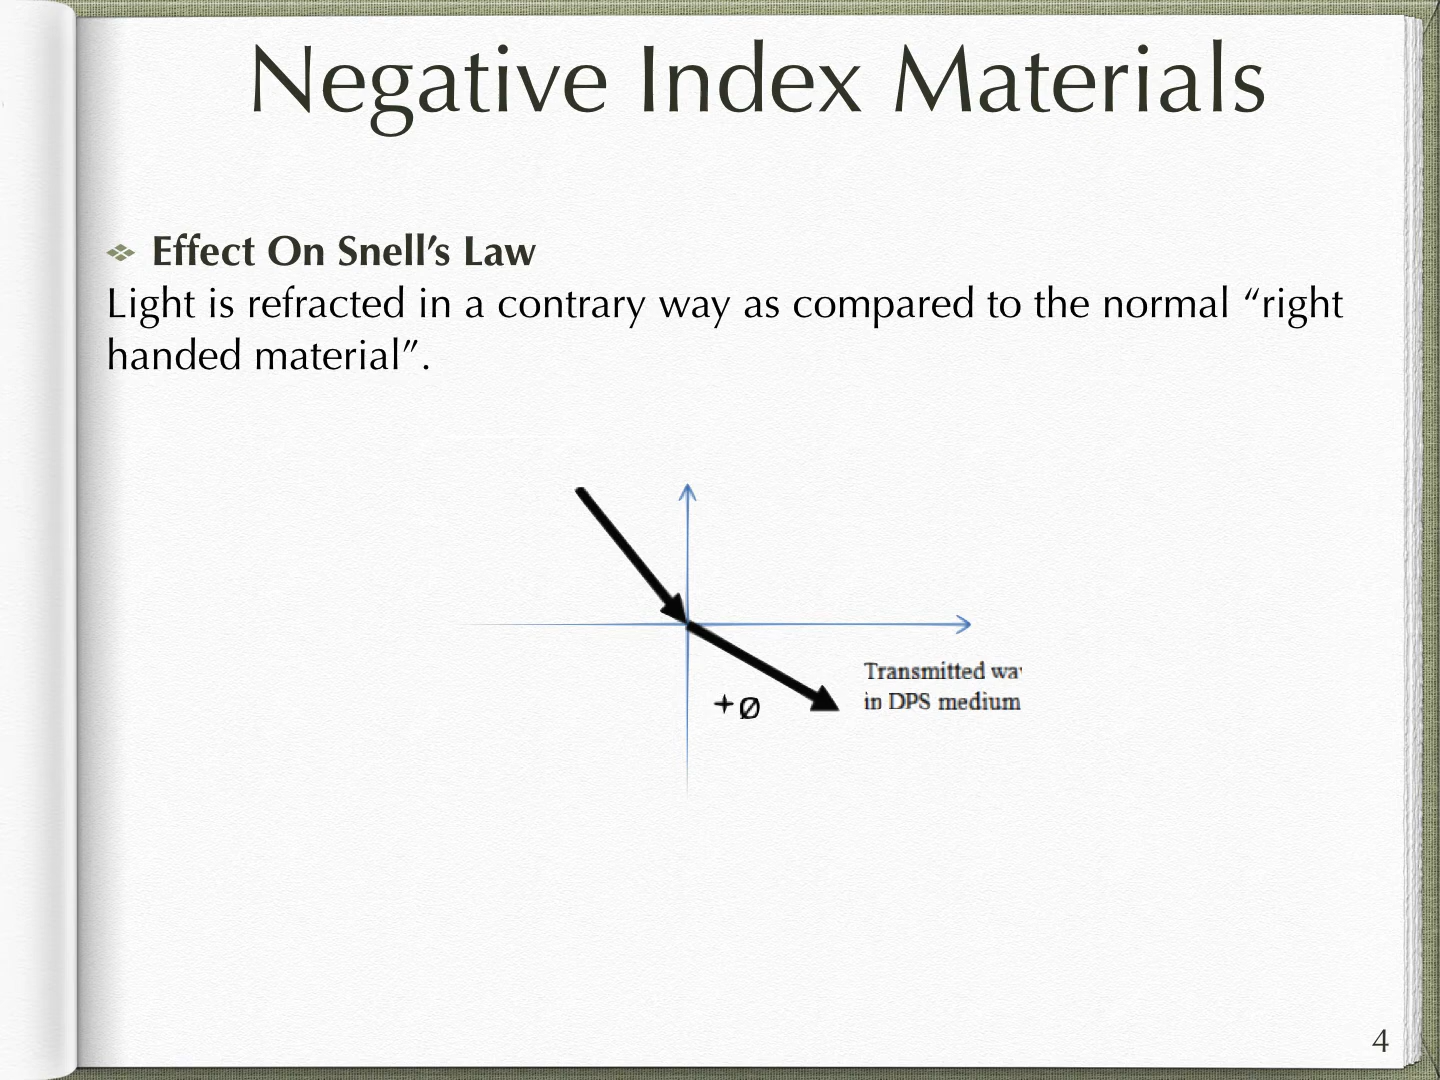 Negative Index Materials
Effect On Snell’s Law
Light is refracted in a contrary way as compared to the normal “right
handed material”.
Transmitted
in DPS medium
+ø
4